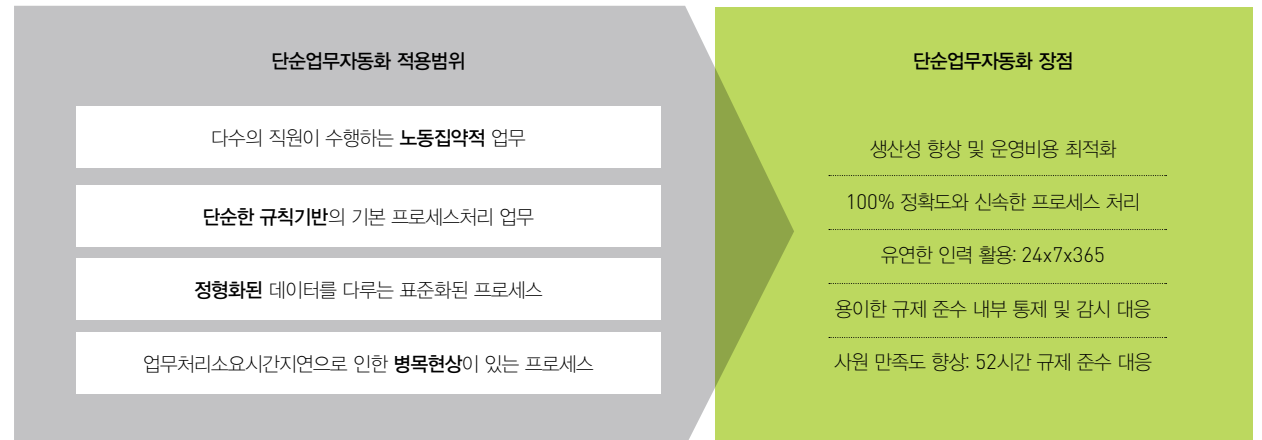 단순업무자동화 적용범위
다수의 직원이 수행하는 노동집약적 업무
단순한 규칙기반의 기본 프로세스처리 업무
정형화된 데이터를 다루는 표준화된 프로세스
업무처리소요시간지연으로 인한 병목현상이 있는 프로세스
단순업무자동화 장점
생산성 향상 및 운영비용 최적화
100% 정확도와 신속한 프로세스 처리
유연한 인력 활용: 24x7x365
용이한 규제 준수 내부 통제 및 감시 대응
사원 만족도 향상: 52시간 규제 준수 대응